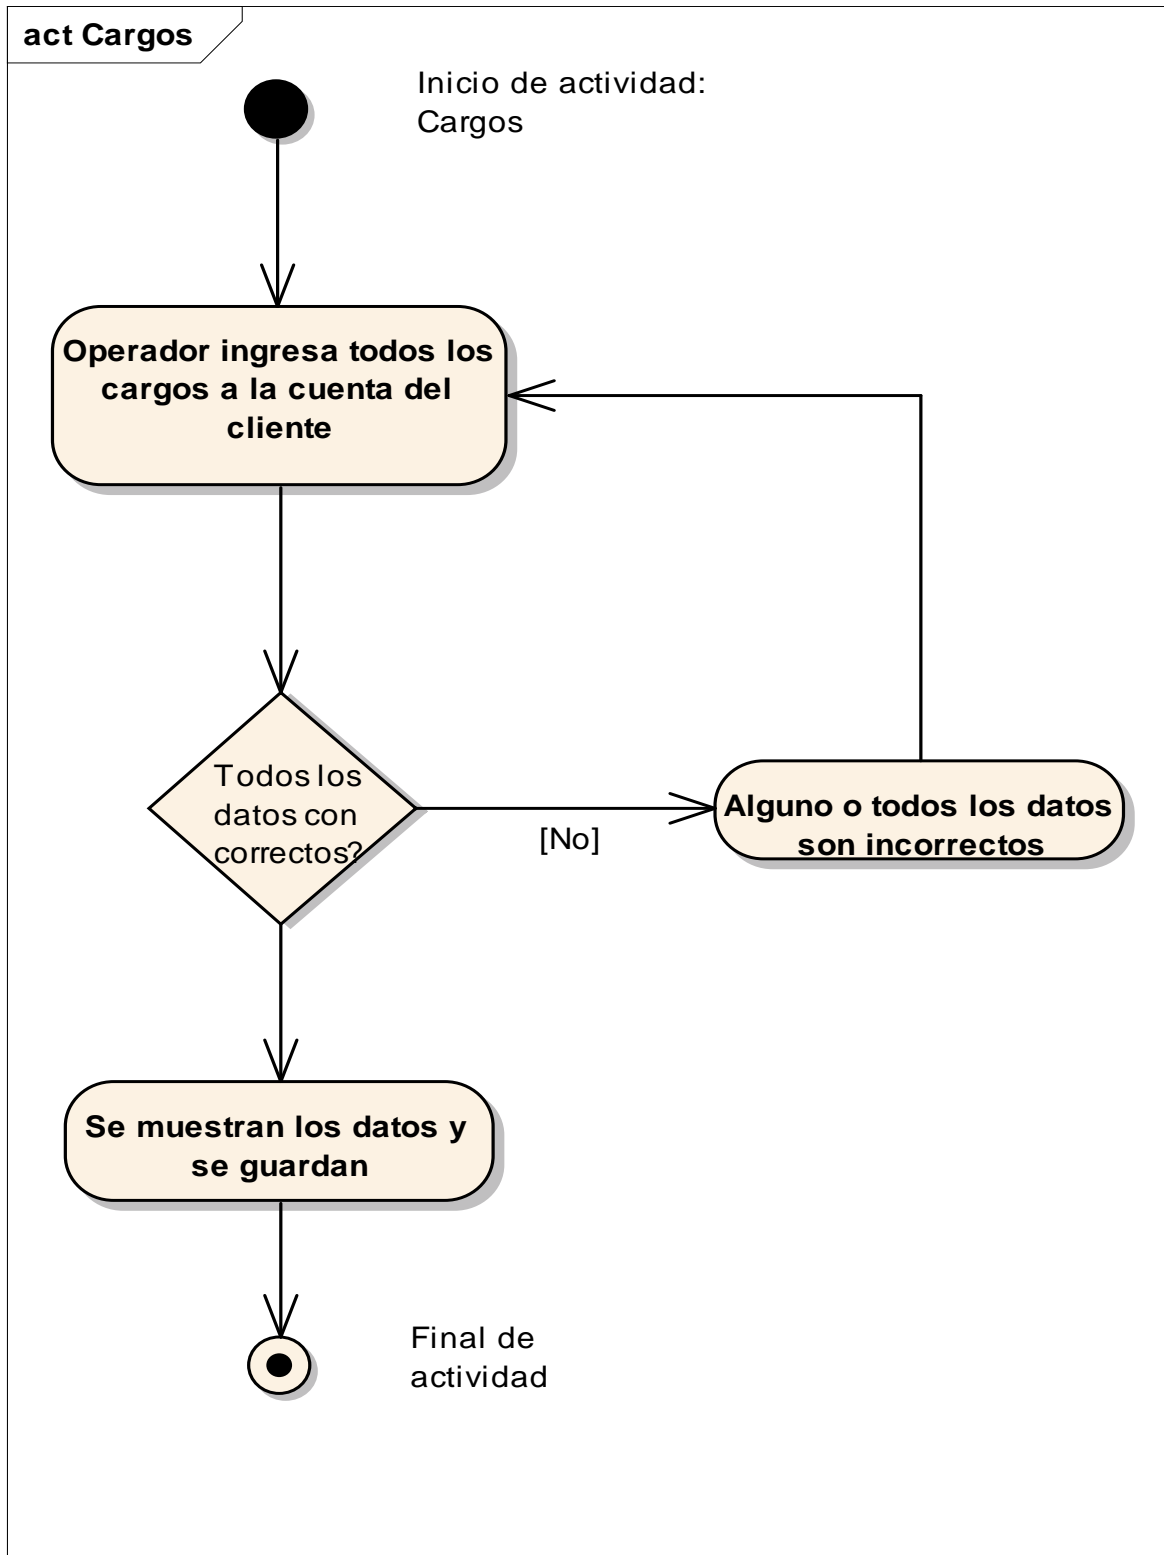 act Cargos
Inicio de actividad:
Cargos
Operador ingresa todos los
cargos a la cuenta del
cliente
Todos los
datos con
correctos?
[No]
Alguno o todos los datos
son incorrectos
Se muestran los datos y
se guardan
Final de
actividad